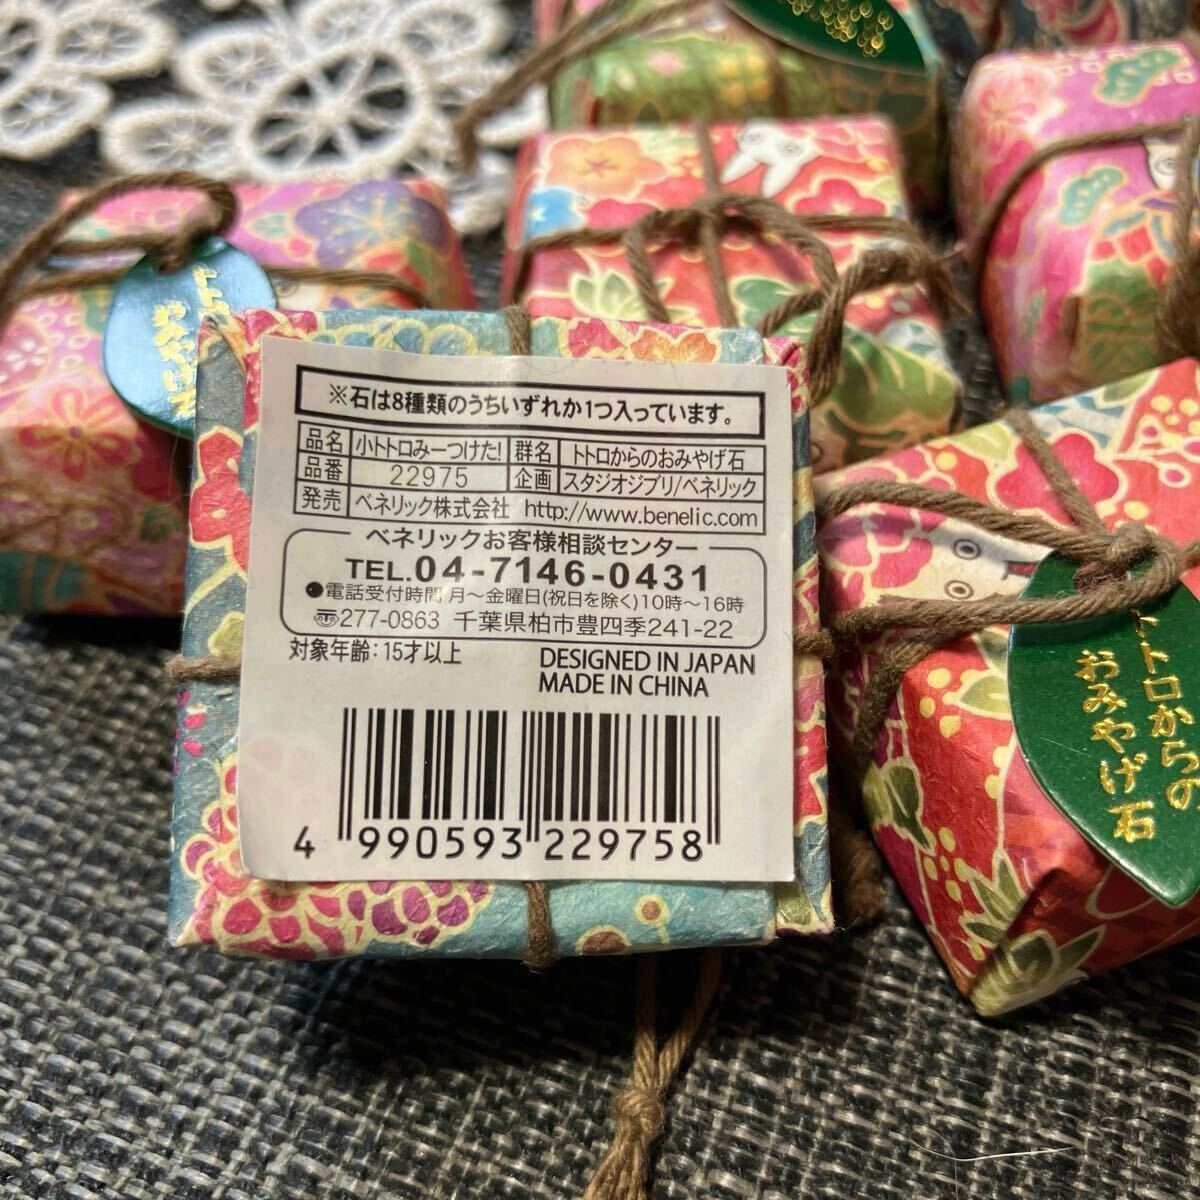 ※石は8種類のうちいずれか1つ入っています。
品名 小トトロみーつけた! 群名 トトロからのおみやげ石
品番 22975 企画 スタジオジブリ/ベネリック
発売 ベネリック株式会社 http://www.benelic.com
ベネリックお客様相談センター
TEL.04-7146-0431
●電話受付時間 月～金曜日(祝日を除く)10時～16時
〠277-0863 千葉県柏市豊四季241-22
対象年齢:15才以上
DESIGNED IN JAPAN
MADE IN CHINA
4 990593 229758
トトロからの
おみやげ石